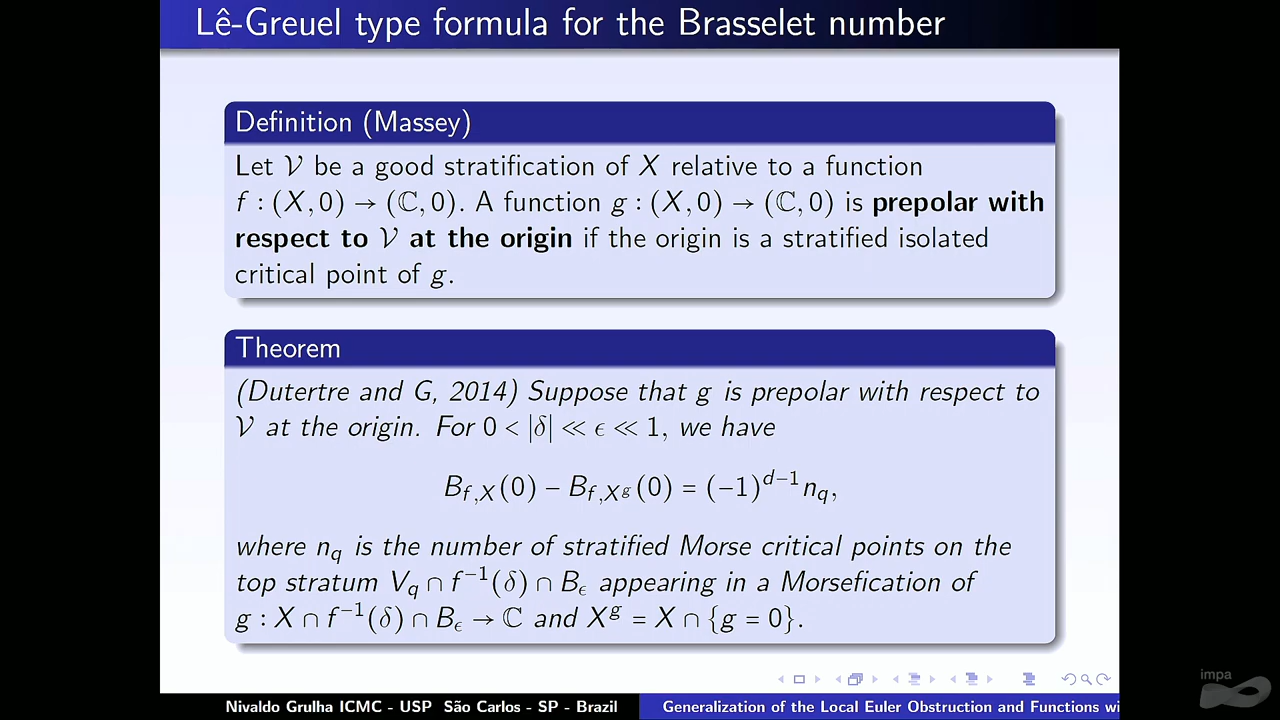 Lê-Greuel type formula for the Brasselet number
Definition (Massey)
Let 𝒱 be a good stratification of X relative to a function
f : (X, 0) → (ℂ, 0). A function g : (X, 0) → (ℂ, 0) is prepolar with
respect to 𝒱 at the origin if the origin is a stratified isolated
critical point of g.
Theorem
(Dutertre and G, 2014) Suppose that g is prepolar with respect to
𝒱 at the origin. For 0 < |δ| ≪ ϵ ≪ 1, we have
B_{f,X}(0) − B_{f,X^g}(0) = (−1)^{d−1} n_q,
where n_q is the number of stratified Morse critical points on the
top stratum V_q ∩ f^{−1}(δ) ∩ B_ϵ appearing in a Morsefication of
g : X ∩ f^{−1}(δ) ∩ B_ϵ → ℂ and X^g = X ∩ {g = 0}.
impa
Nivaldo Grulha ICMC - USP São Carlos - SP - Brazil
Generalization of the Local Euler Obstruction and Functions wi